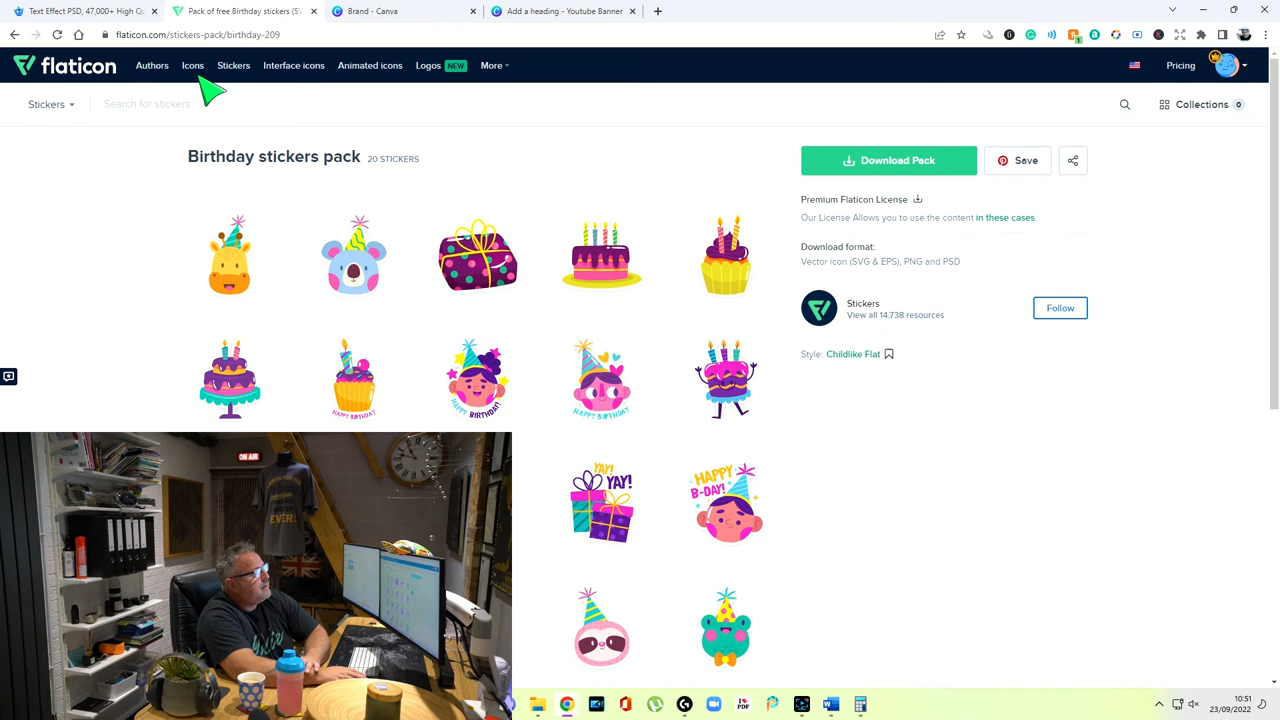 Text Effect PSD, 47,000+ High Q
Pack of free Birthday stickers (SV
Brand - Canva
Add a heading - Youtube Banner
flaticon.com/stickers-pack/birthday-209
flaticon
Authors
Icons
Stickers
Interface icons
Animated icons
Logos NEW
More
Pricing
Stickers
Search for stickers
Collections 0
Birthday stickers pack 20 STICKERS
Download Pack
Save
Premium Flaticon License
Our License Allows you to use the content in these cases.
Download format:
Vector icon (SVG & EPS), PNG and PSD
Stickers
View all 14,738 resources
Follow
Style: Childlike Flat
HAPPY BIRTHDAY
HAPPY BIRTHDAY!
HAPPY BIRTHDAY
YAY!
YAY!
HAPPY
B-DAY!
ON AIR
EVER
I ♥
PDF
10:51
23/09/2022